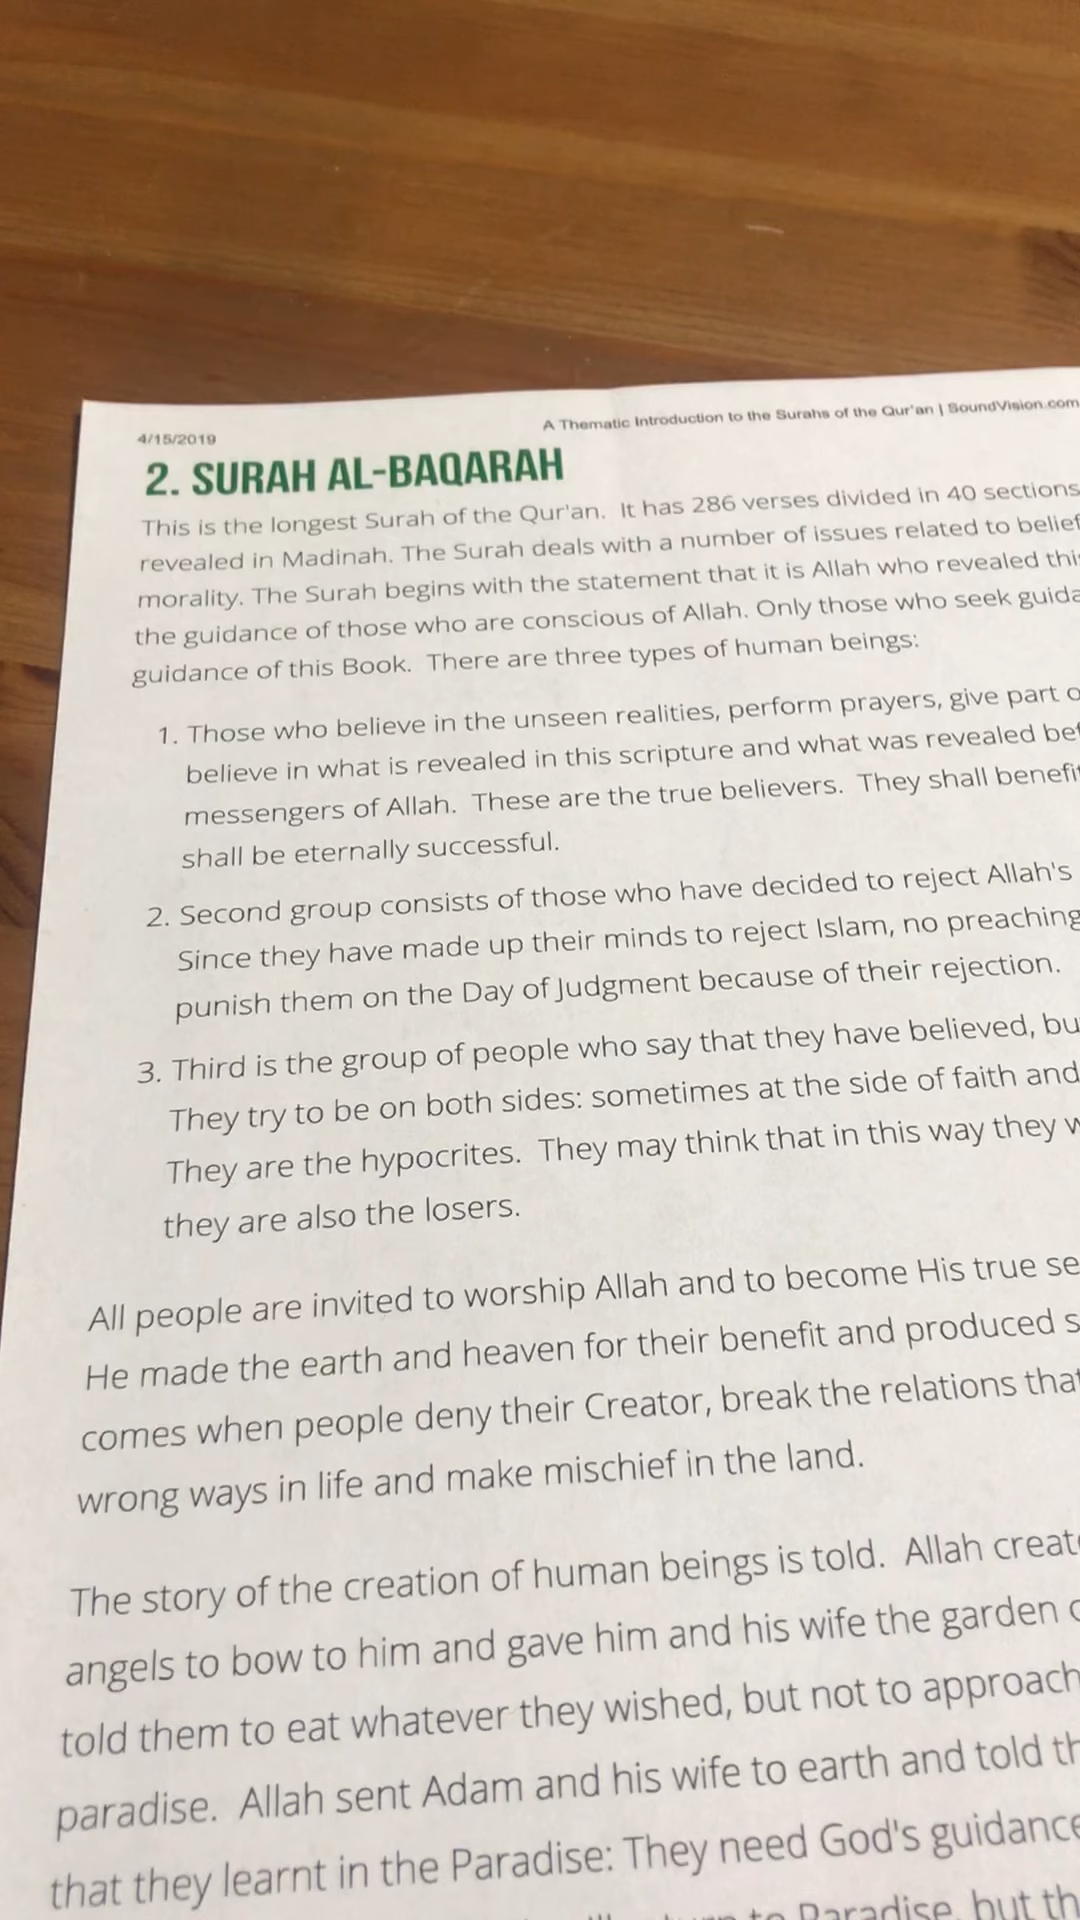 4/15/2019
A Thematic Introduction to the Surahs of the Qur'an | SoundVision.com
2. SURAH AL-BAQARAH
This is the longest Surah of the Qur'an. It has 286 verses divided in 40 sections
revealed in Madinah. The Surah deals with a number of issues related to belief
morality. The Surah begins with the statement that it is Allah who revealed
the guidance of those who are conscious of Allah. Only those who seek
guidance of this Book. There are three types of human beings:
1. Those who believe in the unseen realities, perform prayers, give part
believe in what is revealed in this scripture and what was revealed
messengers of Allah. These are the true believers. They shall
shall be eternally successful.
2. Second group consists of those who have decided to reject Allah's
Since they have made up their minds to reject Islam, no preaching
punish them on the Day of Judgment because of their rejection.
3. Third is the group of people who say that they have believed,
They try to be on both sides: sometimes at the side of faith and
They are the hypocrites. They may think that in this way they
they are also the losers.
All people are invited to worship Allah and to become His true
He made the earth and heaven for their benefit and produced
comes when people deny their Creator, break the relations
wrong ways in life and make mischief in the land.
The story of the creation of human beings is told. Allah
angels to bow to him and gave him and his wife the garden
told them to eat whatever they wished, but not to approach
paradise. Allah sent Adam and his wife to earth and told
that they learnt in the Paradise: They need God's guidance
to Paradise, but